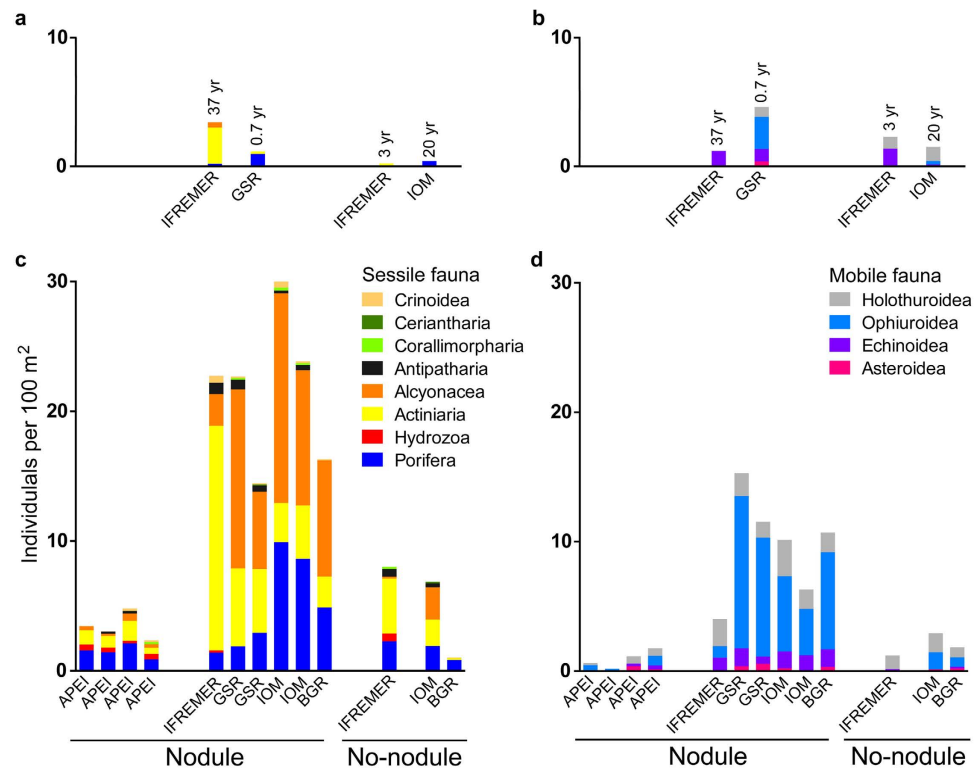 a
10
0
37 yr
0.7 yr
3 yr
20 yr
IFREMER
GSR
IFREMER
IOM
b
10
0
37 yr
0.7 yr
3 yr
20 yr
IFREMER
GSR
IFREMER
IOM
c
Individulals per 100 m²
30
20
10
0
Sessile fauna
Crinoidea
Ceriantharia
Corallimorpharia
Antipatharia
Alcyonacea
Actiniaria
Hydrozoa
Porifera
APEI
APEI
APEI
APEI
IFREMER
GSR
GSR
IOM
IOM
BGR
IFREMER
IOM
BGR
Nodule
No-nodule
d
30
20
10
0
Mobile fauna
Holothuroidea
Ophiuroidea
Echinoidea
Asteroidea
APEI
APEI
APEI
APEI
IFREMER
GSR
GSR
IOM
IOM
BGR
IFREMER
IOM
BGR
Nodule
No-nodule